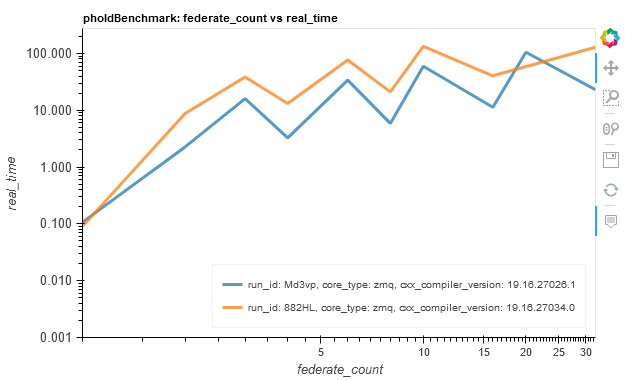 pholdBenchmark: federate_count vs real_time
100.000
10.000
1.000
0.100
0.010
0.001
real_time
run_id: Md3vp, core_type: zmq, cxx_compiler_version: 19.16.27026.1
run_id: 882HL, core_type: zmq, cxx_compiler_version: 19.16.27034.0
5 10 15 20 25 30
federate_count